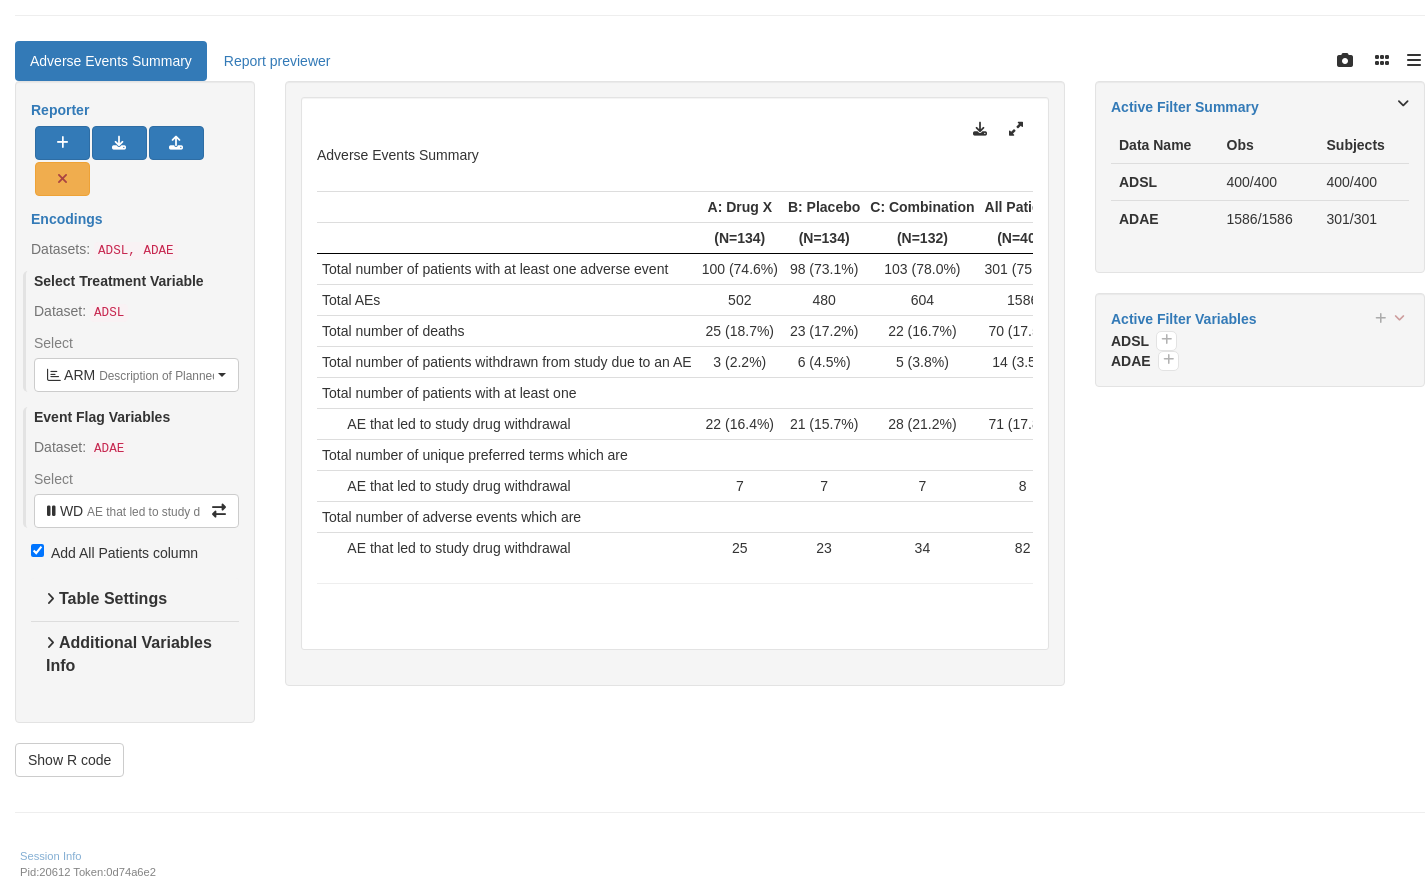 Adverse Events Summary
Report previewer
Reporter
Encodings
Datasets: ADSL, ADAE
Select Treatment Variable
Dataset: ADSL
Select
ARM Description of Planned
Event Flag Variables
Dataset: ADAE
Select
WD AE that led to study d
Add All Patients column
Table Settings
Additional Variables
Info
Show R code
Adverse Events Summary
A: Drug X B: Placebo C: Combination All Pati
(N=134) (N=134) (N=132) (N=40
Total number of patients with at least one adverse event 100 (74.6%) 98 (73.1%) 103 (78.0%) 301 (75
Total AEs 502 480 604 1586
Total number of deaths 25 (18.7%) 23 (17.2%) 22 (16.7%) 70 (17.
Total number of patients withdrawn from study due to an AE 3 (2.2%) 6 (4.5%) 5 (3.8%) 14 (3.5
Total number of patients with at least one
AE that led to study drug withdrawal 22 (16.4%) 21 (15.7%) 28 (21.2%) 71 (17.
Total number of unique preferred terms which are
AE that led to study drug withdrawal 7 7 7 8
Total number of adverse events which are
AE that led to study drug withdrawal 25 23 34 82
Active Filter Summary
Data Name Obs Subjects
ADSL 400/400 400/400
ADAE 1586/1586 301/301
Active Filter Variables
ADSL
ADAE
Session Info
Pid:20612 Token:0d74a6e2